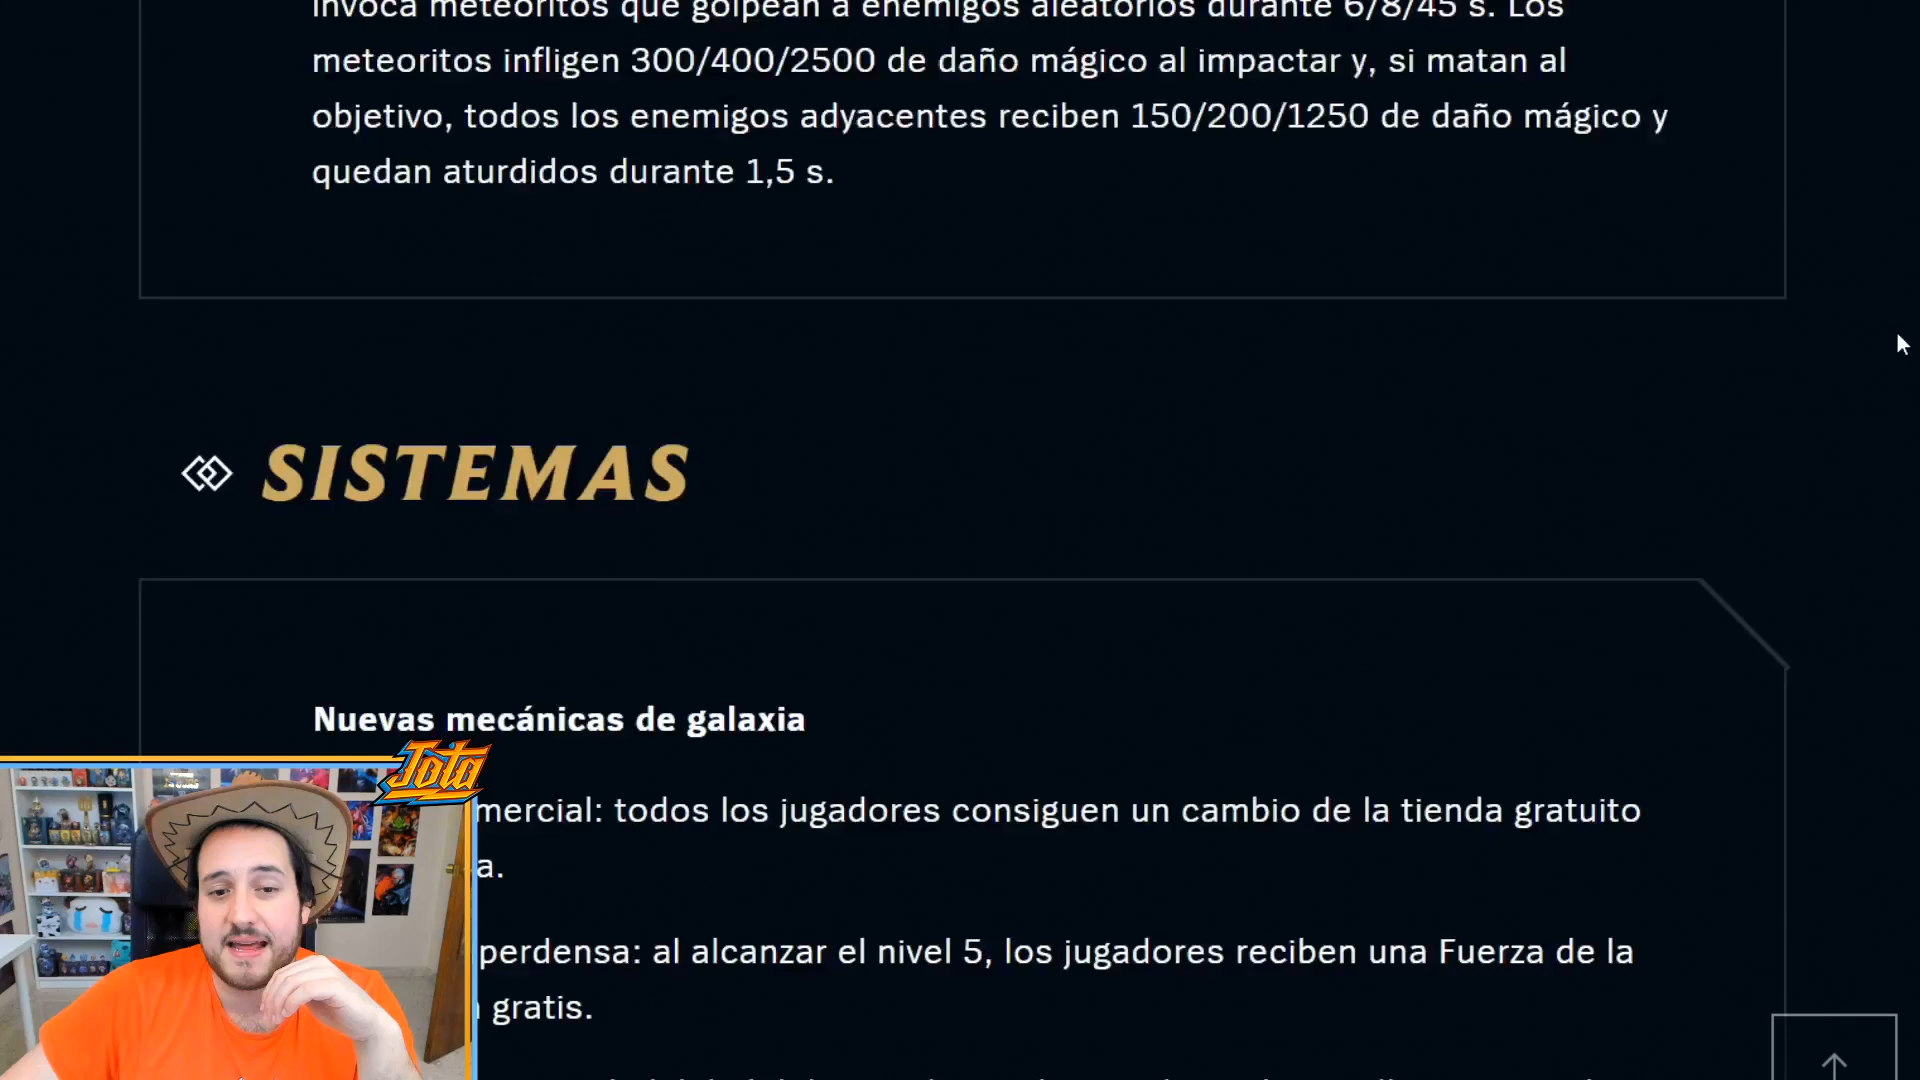 invoca meteoritos que golpean a enemigos aleatorios durante 6/8/45 s. Los
meteoritos infligen 300/400/2500 de daño mágico al impactar y, si matan al
objetivo, todos los enemigos adyacentes reciben 150/200/1250 de daño mágico y
quedan aturdidos durante 1,5 s.
SISTEMAS
Nuevas mecánicas de galaxia
Jota
mercial: todos los jugadores consiguen un cambio de la tienda gratuito
a.
perdensa: al alcanzar el nivel 5, los jugadores reciben una Fuerza de la
gratis.